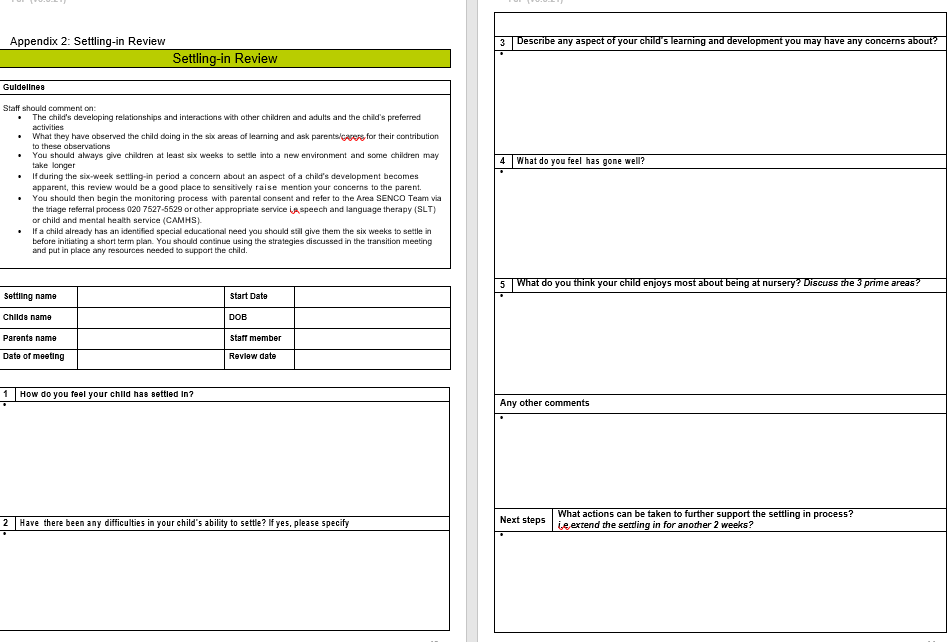 Appendix 2: Settling-in Review
Settling-in Review
Guidelines
Staff should comment on:
• The child's developing relationships and interactions with other children and adults and the child's preferred
activities
• What they have observed the child doing in the six areas of learning and ask parents/carers for their contribution
to these observations
• You should always give children at least six weeks to settle into a new environment and some children may
take longer
• If during the six-week settling-in period a concern about an aspect of a child's development becomes
apparent, this review would be a good place to sensitively raise mention your concerns to the parent.
• You should then begin the monitoring process with parental consent and refer to the Area SENCO Team via
the triage referral process 020 7527-5529 or other appropriate service i.e speech and language therapy (SLT)
or child and mental health service (CAMHS).
• If a child already has an identified special educational need you should still give them the six weeks to settle in
before initiating a short term plan. You should continue using the strategies discussed in the transition meeting
and put in place any resources needed to support the child.
Settling name Start Date
Childs name DOB
Parents name Staff member
Date of meeting Review date
1 How do you feel your child has settled in?
•
2 Have there been any difficulties in your child's ability to settle? If yes, please specify
•
3 Describe any aspect of your child's learning and development you may have any concerns about?
•
4 What do you feel has gone well?
•
5 What do you think your child enjoys most about being at nursery? Discuss the 3 prime areas?
•
Any other comments
•
Next steps What actions can be taken to further support the settling in process?
i.e extend the settling in for another 2 weeks?
•